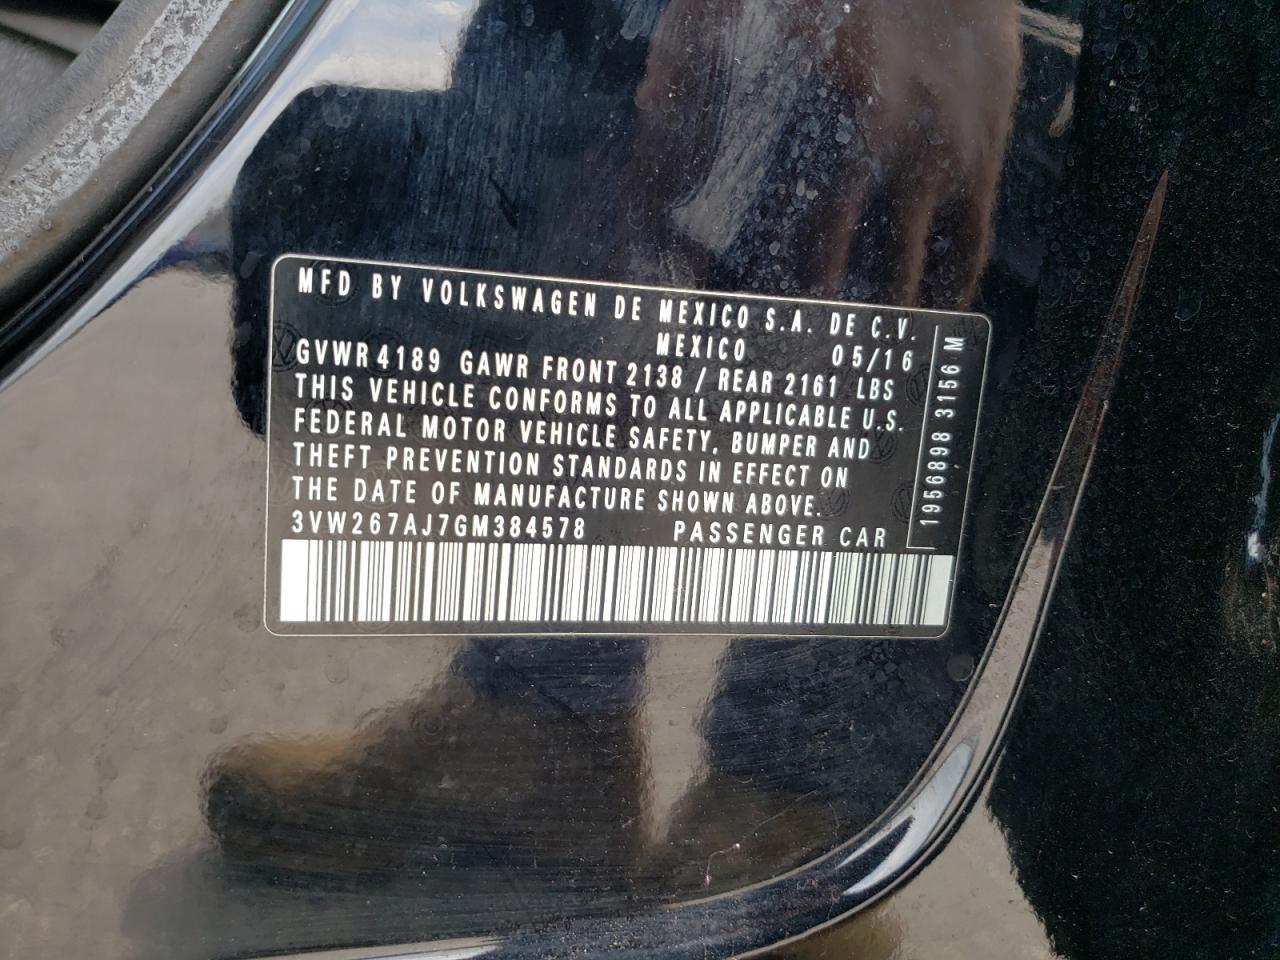 MFD BY VOLKSWAGEN DE MEXICO S.A. DE C.V.
MEXICO 05/16
GVWR 4189 GAWR FRONT 2138 / REAR 2161 LBS
THIS VEHICLE CONFORMS TO ALL APPLICABLE U.S.
FEDERAL MOTOR VEHICLE SAFETY, BUMPER AND
THEFT PREVENTION STANDARDS IN EFFECT ON
THE DATE OF MANUFACTURE SHOWN ABOVE.
3VW267AJ7GM384578 PASSENGER CAR
1956898 3156 M